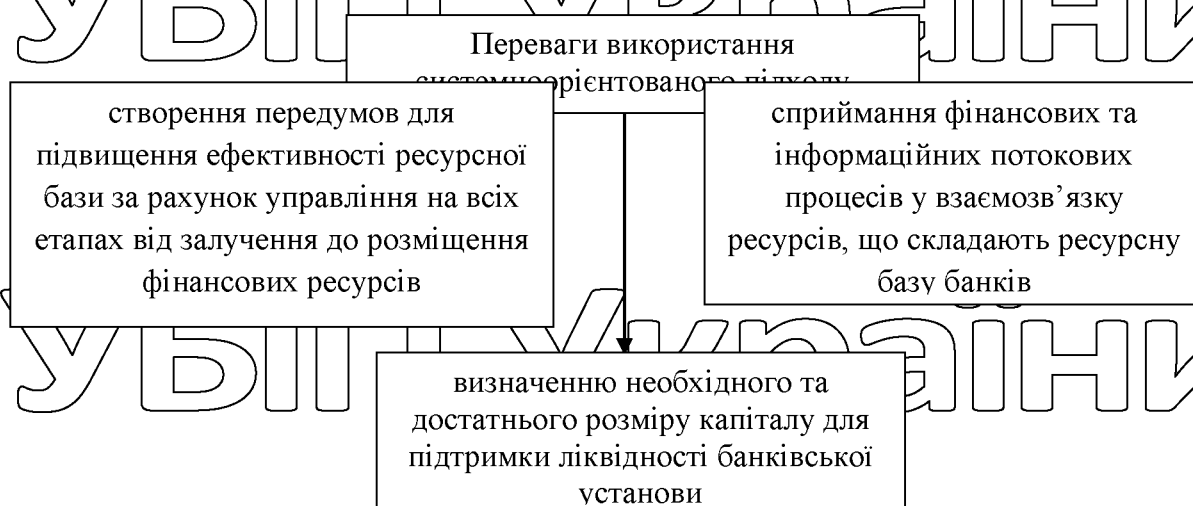 Переваги використання
системноорієнтованого підходу
створення передумов для
підвищення ефективності ресурсної
бази за рахунок управління на всіх
етапах від залучення до розміщення
фінансових ресурсів
сприймання фінансових та
інформаційних потокових
процесів у взаємозв’язку
ресурсів, що складають ресурсну
базу банків
визначенню необхідного та
достатнього розміру капіталу для
підтримки ліквідності банківської
установи